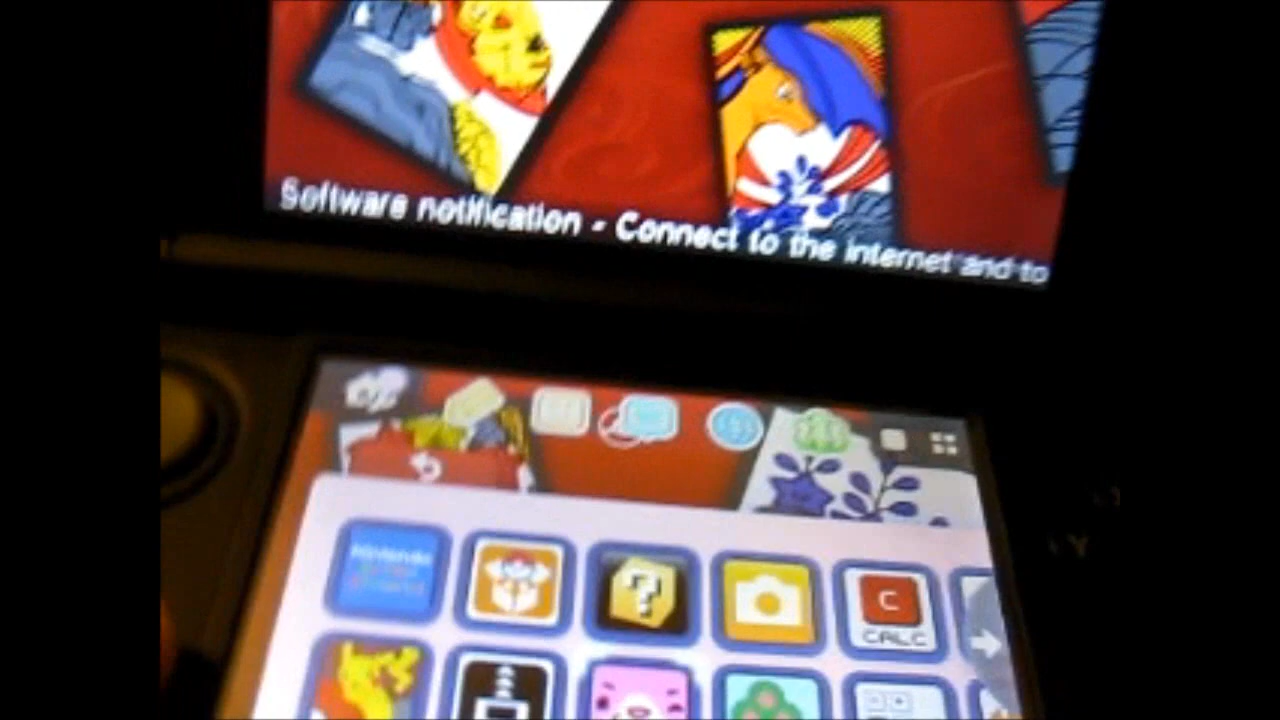 Software notification - Connect to the internet and to
?
C
CALC
Y